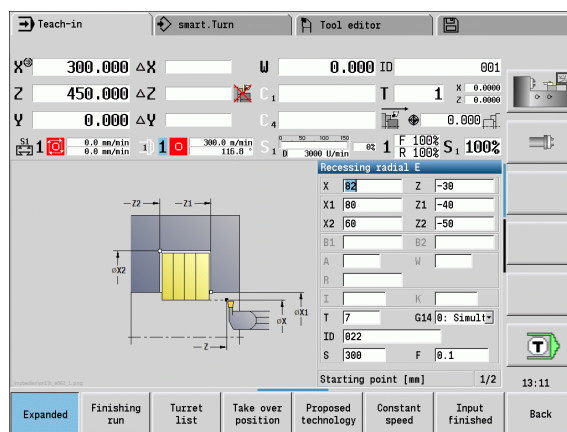 Teach-in smart.Turn Tool editor
X 300.000 ΔX W 0.000 ID 001
Z 450.000 ΔZ C 1 T 1 X 0.0000 Z 0.0000
Y 0.000 ΔY C 4 0.000
S1 1 0.0 mm/min 0.0 mm/min 1 300.0 m/min 116.8 ° S 1 0 50 100 150 D 3000 U/min 0% 1 F 100% R 100% S 1 100%
Recessing radial E
X 82 Z -30
X1 80 Z1 -40
X2 60 Z2 -50
B1 B2
A W
R
I K
T 7 G14 0: Simult
ID 022
S 300 F 0.1
Starting point [mm] 1/2
Z2 Z1
øX2
øX øX1
Z
T
13:11
Expanded Finishing run Turret list Take over position Proposed technology Constant speed Input finished Back